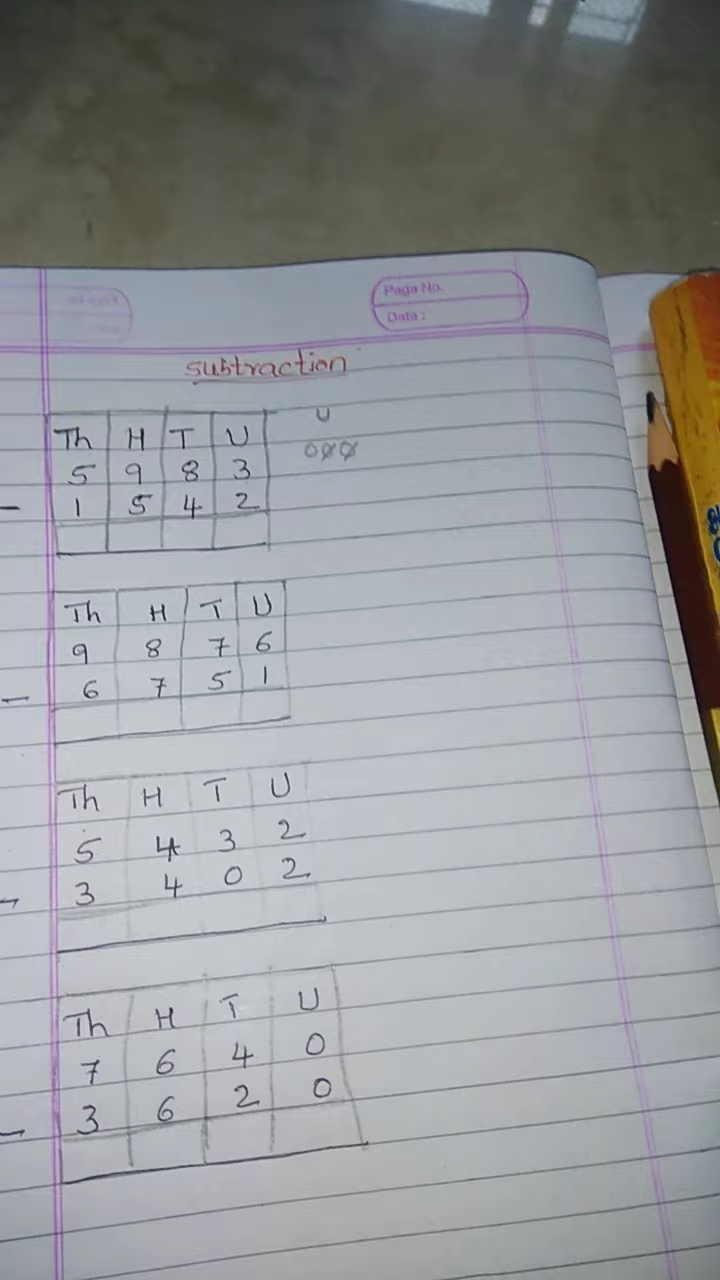 Page No.
Date :
subtraction
Th H T U
5 9 8 3
- 1 5 4 2
U
Th H T U
9 8 7 6
- 6 7 5 1
Th H T U
5 4 3 2
- 3 4 0 2
Th H T U
7 6 4 0
- 3 6 2 0